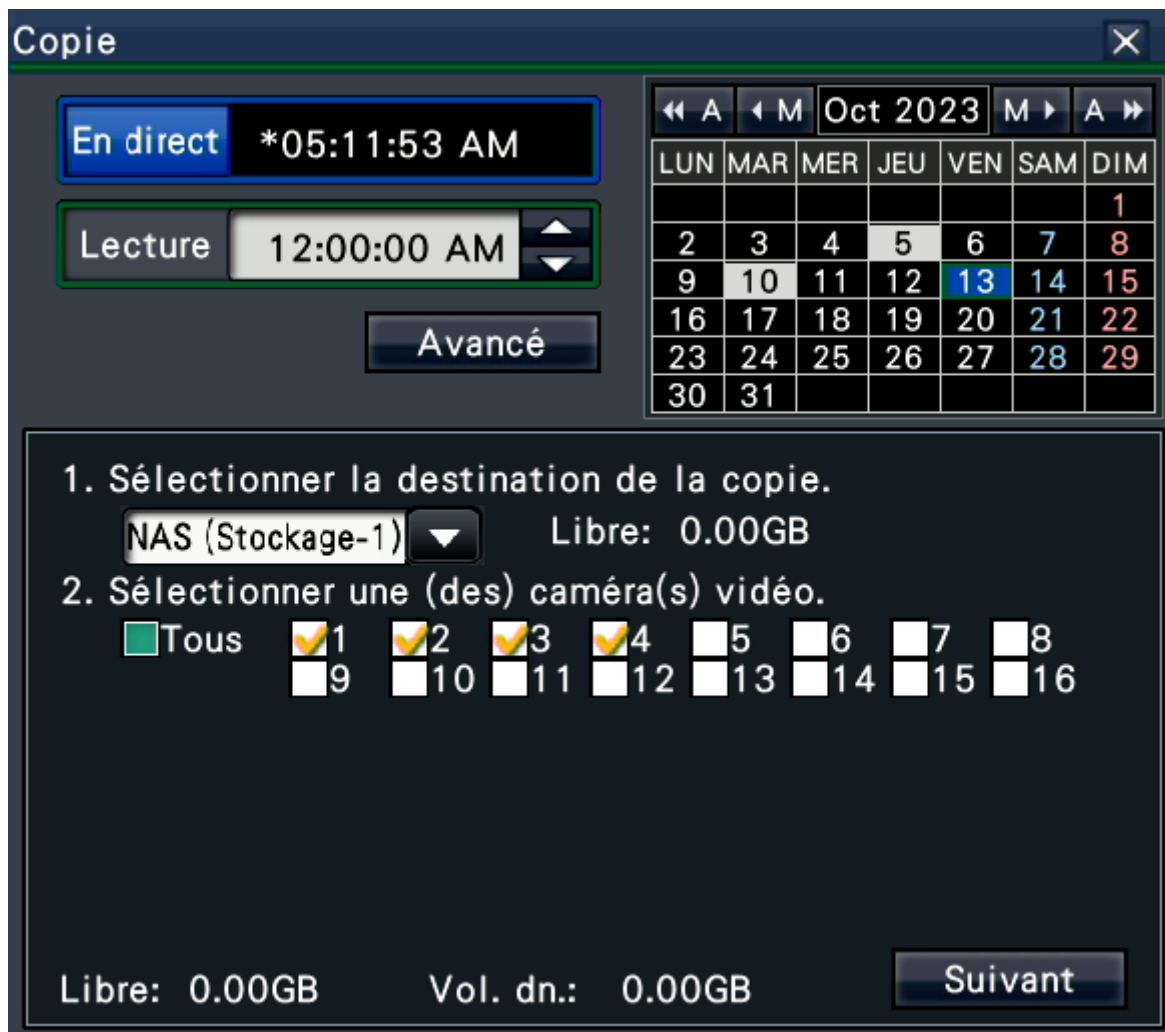 Copie
En direct *05:11:53 AM
Lecture 12:00:00 AM
Avancé
A M Oct 2023 M A
LUN MAR MER JEU VEN SAM DIM
1
2 3 4 5 6 7 8
9 10 11 12 13 14 15
16 17 18 19 20 21 22
23 24 25 26 27 28 29
30 31
1. Sélectionner la destination de la copie.
NAS (Stockage-1) Libre: 0.00GB
2. Sélectionner une (des) caméra(s) vidéo.
Tous 1 2 3 4 5 6 7 8
9 10 11 12 13 14 15 16
Libre: 0.00GB Vol. dn.: 0.00GB Suivant